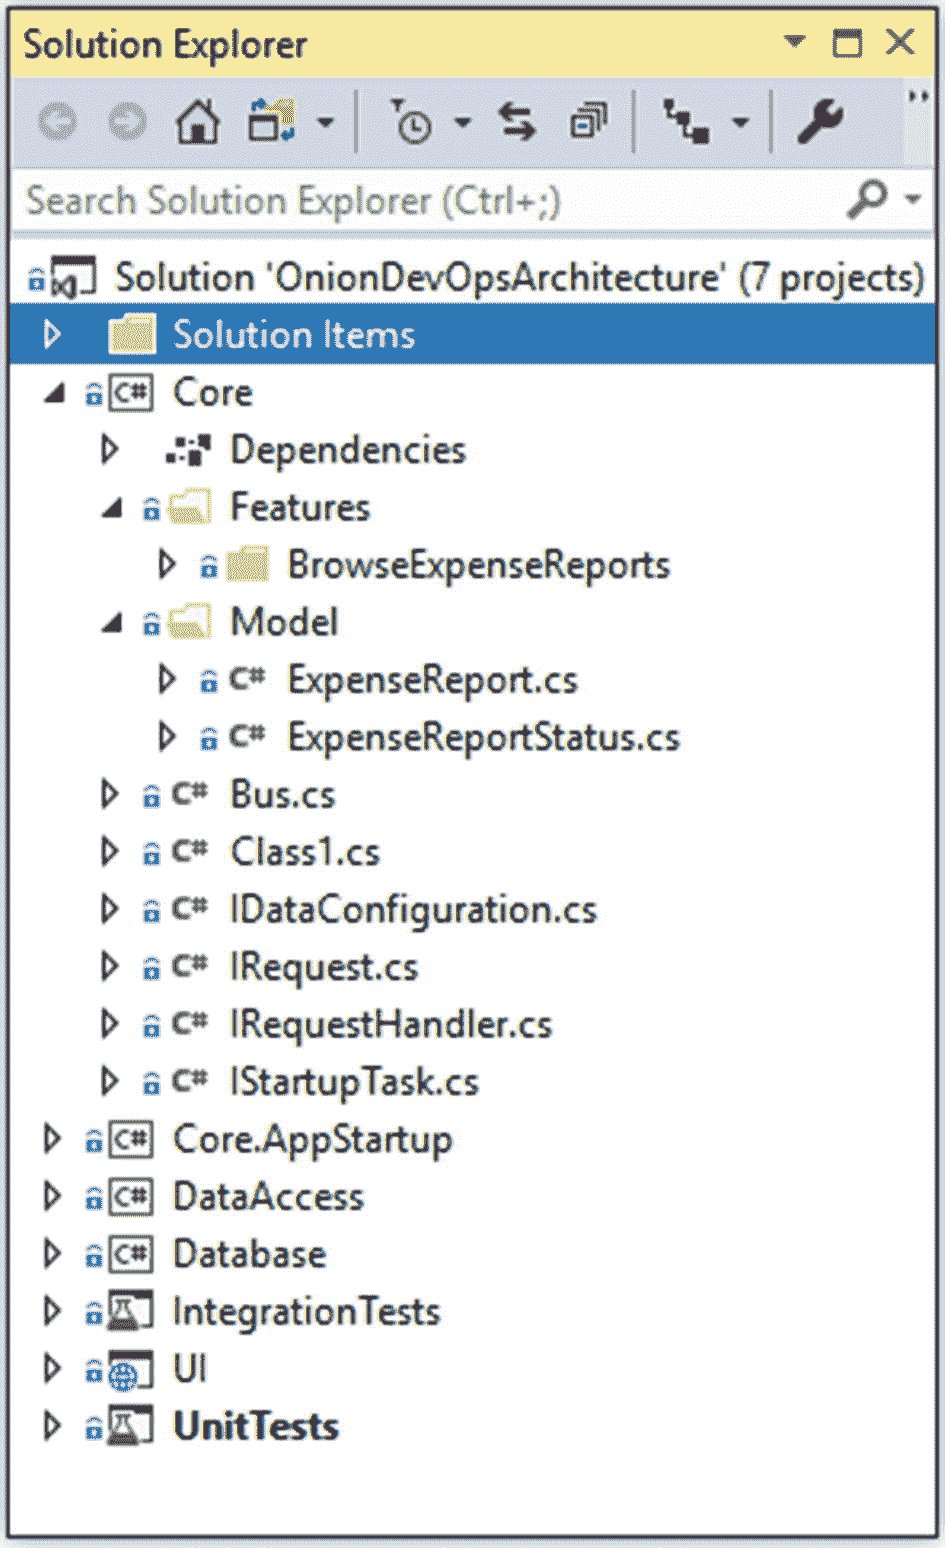 Solution Explorer
Search Solution Explorer (Ctrl+;)
Solution 'OnionDevOpsArchitecture' (7 projects)
Solution Items
C# Core
Dependencies
Features
BrowseExpenseReports
Model
C# ExpenseReport.cs
C# ExpenseReportStatus.cs
C# Bus.cs
C# Class1.cs
C# IDataConfiguration.cs
C# IRequest.cs
C# IRequestHandler.cs
C# IStartupTask.cs
C# Core.AppStartup
C# DataAccess
C# Database
IntegrationTests
UI
UnitTests